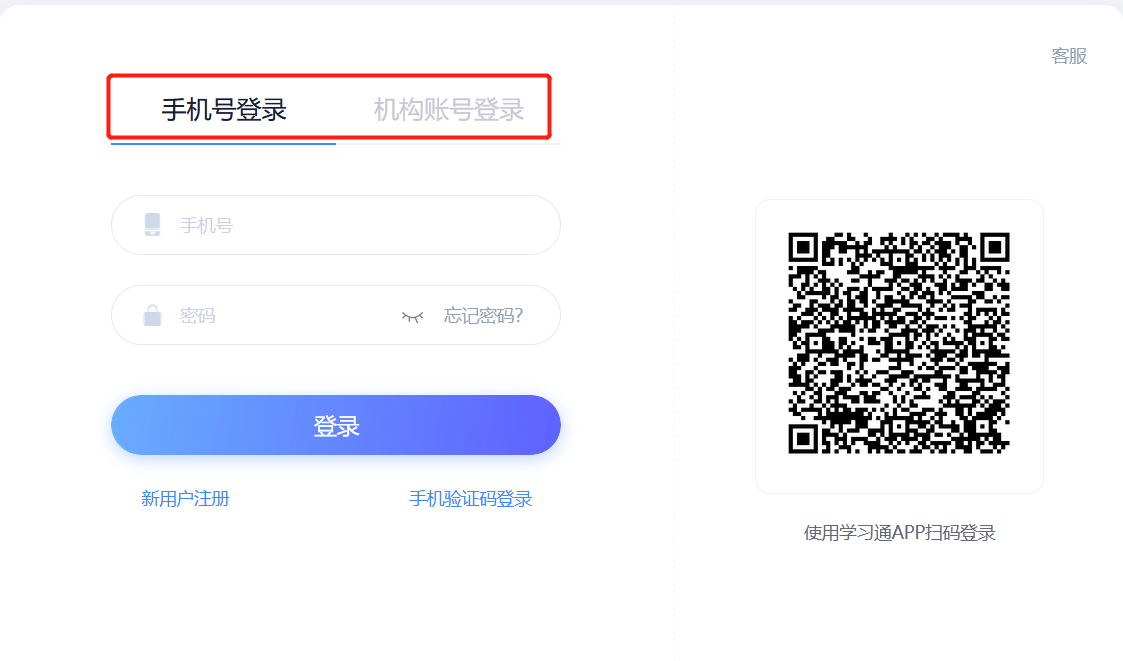 客服
手机号登录 机构账号登录
手机号
密码 忘记密码?
登录
新用户注册 手机验证码登录
使用学习通APP扫码登录